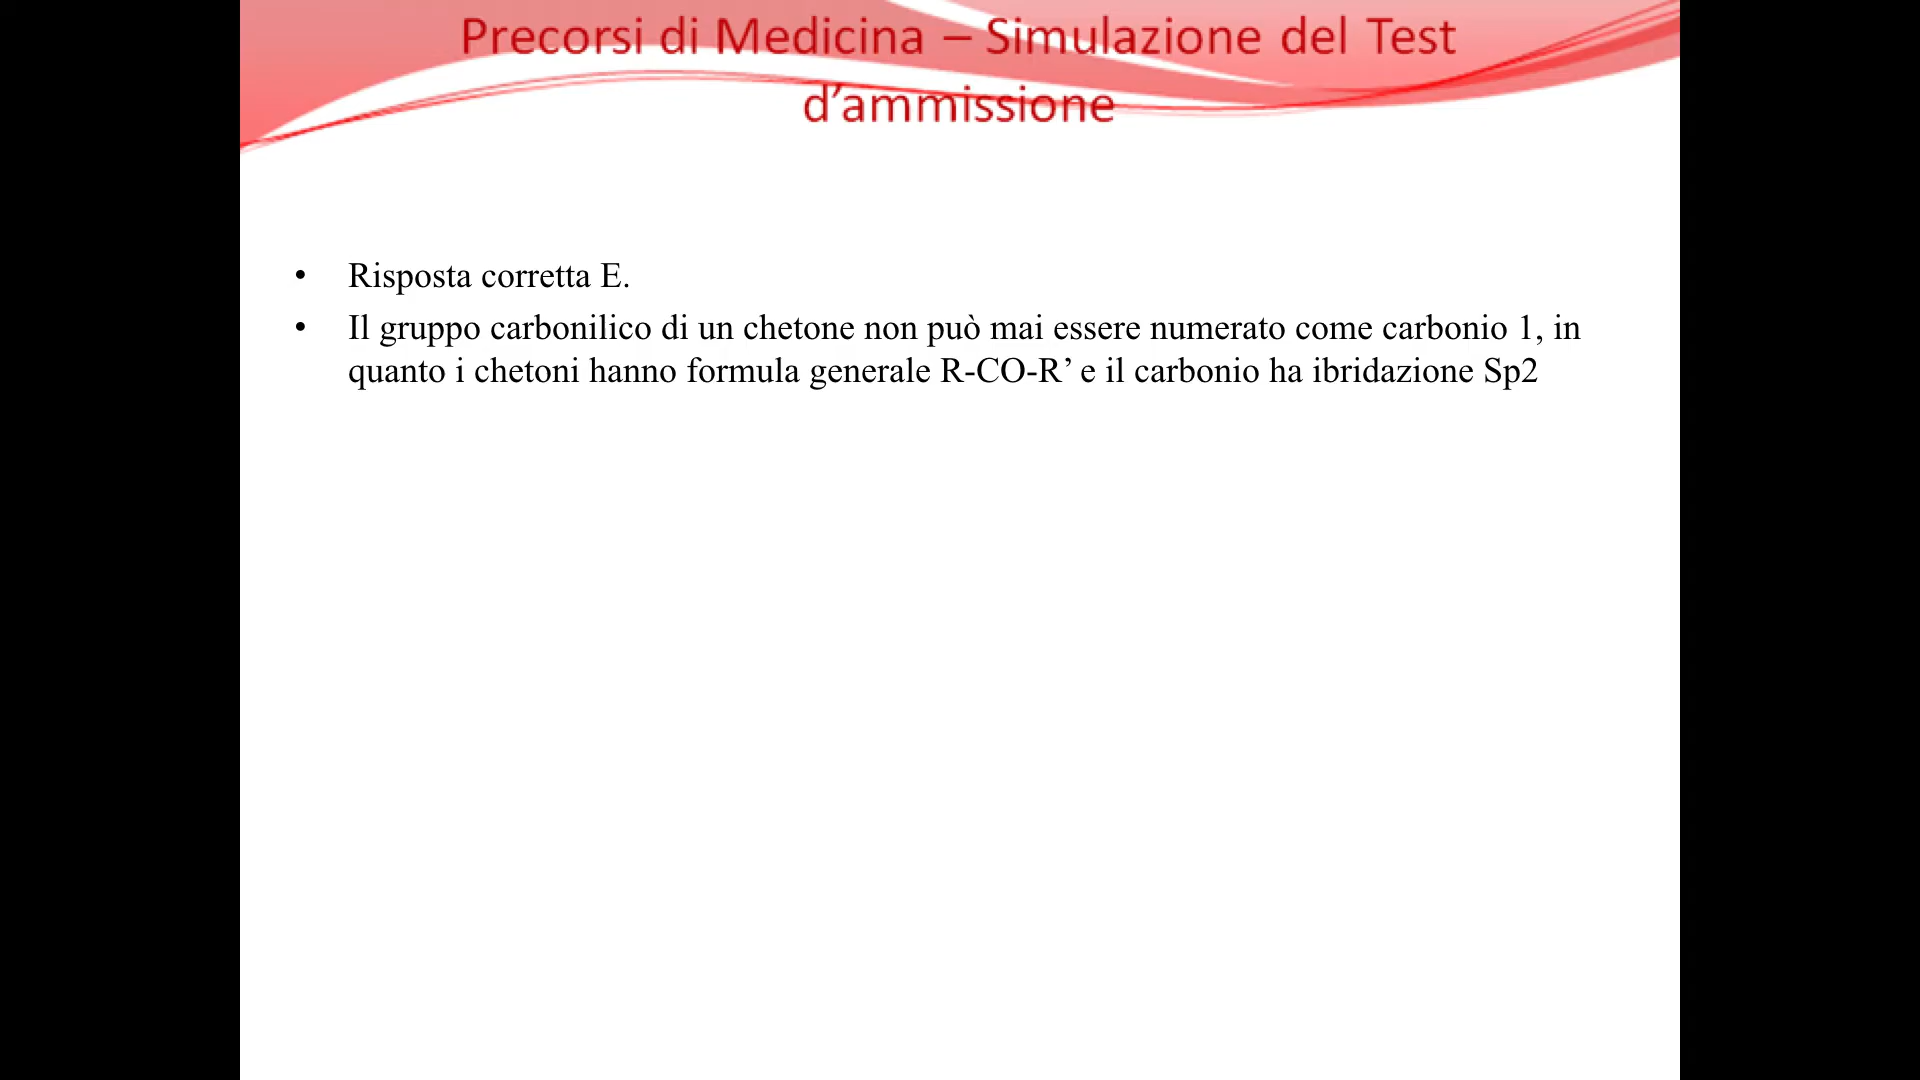 Precorsi di Medicina – Simulazione del Test
d’ammissione
• Risposta corretta E.
• Il gruppo carbonilico di un chetone non può mai essere numerato come carbonio 1, in
quanto i chetoni hanno formula generale R-CO-R’ e il carbonio ha ibridazione Sp2